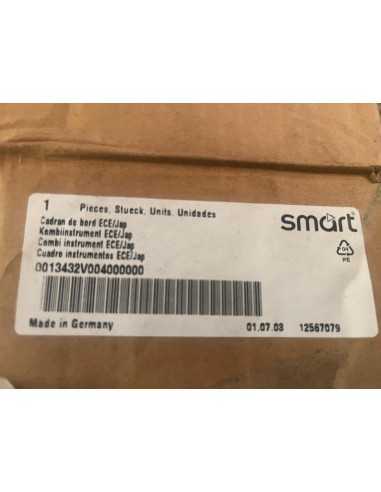 1 Pieces, Stueck, Units, Unidades
smart
Cadran de bord ECE/Jap
Kombiinstrument ECE/Jap
Combi instrument ECE/Jap
Cuadro instrumentos ECE/Jap
0013432V004000000
04
PE
Made in Germany 01.07.03 12567079